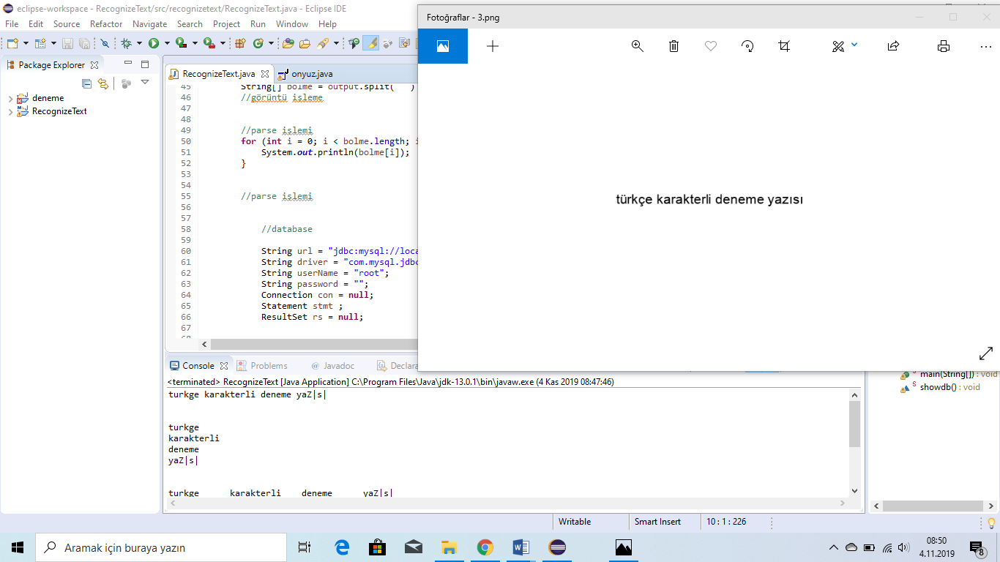 eclipse-workspace - RecognizeText/src/recognizetext/RecognizeText.java - Eclipse IDE
File Edit Source Refactor Navigate Search Project Run Window Help
Package Explorer
deneme
RecognizeText
RecognizeText.java
onyuz.java
45 String[] bolme = output.split(" ")
46 //görüntü işleme
47
48
49 //parse işlemi
50 for (int i = 0; i < bolme.length; i
51 System.out.println(bolme[i]);
52 }
53
54
55 //parse işlemi
56
57
58 //database
59
60 String url = "jdbc:mysql://loca
61 String driver = "com.mysql.jdbc
62 String userName = "root";
63 String password = "";
64 Connection con = null;
65 Statement stmt ;
66 ResultSet rs = null;
67
68
Fotoğraflar - 3.png
türkçe karakterli deneme yazısı
Console Problems @ Javadoc Declara
<terminated> RecognizeText [Java Application] C:\Program Files\Java\jdk-13.0.1\bin\javaw.exe (4 Kas 2019 08:47:46)
turkge karakterli deneme yaZ|s|
turkge
karakterli
deneme
yaZ|s|
turkge karakterli deneme yaZ|s|
main(String[]) : void
showdb() : void
Writable Smart Insert 10 : 1 : 226
Aramak için buraya yazın
08:50
4.11.2019
8